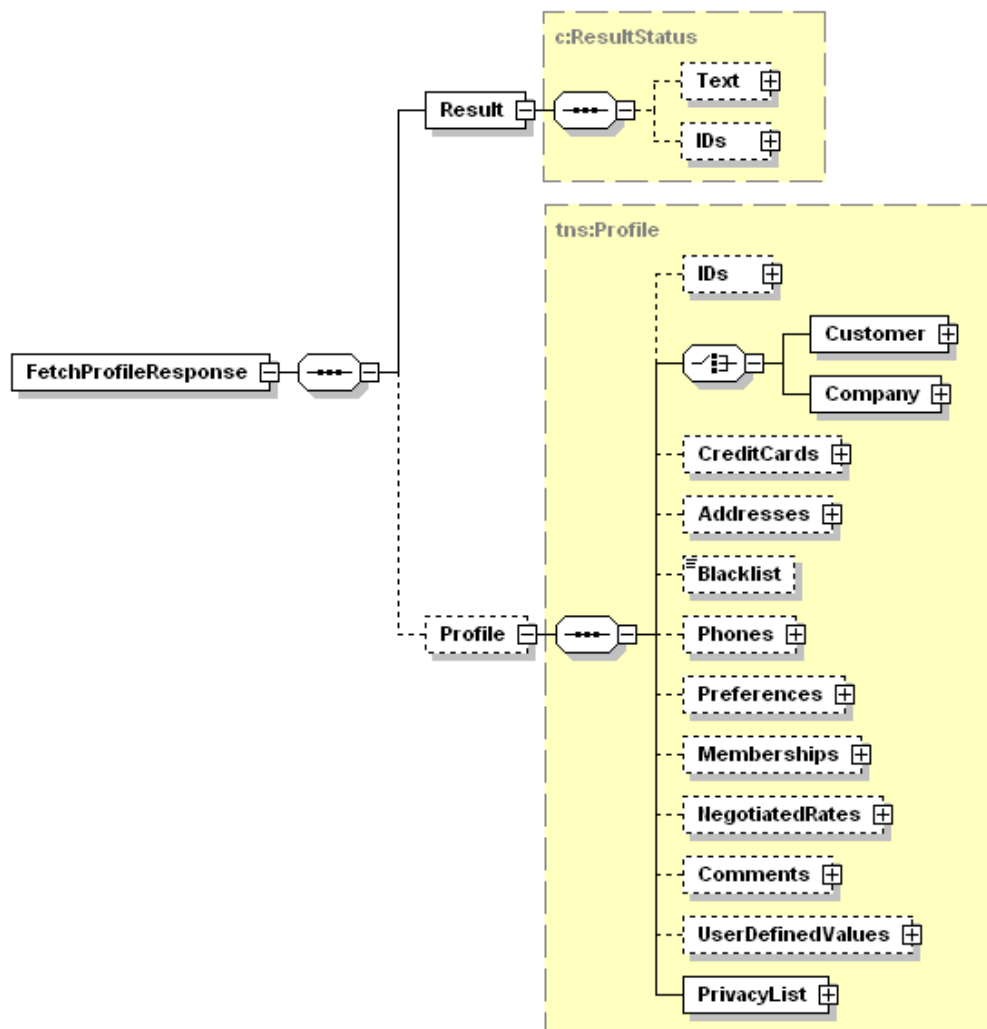 c:ResultStatus
Text
Result
IDs
tns:Profile
IDs
Customer
FetchProfileResponse
Company
CreditCards
Addresses
Blacklist
Profile
Phones
Preferences
Memberships
NegotiatedRates
Comments
UserDefinedValues
PrivacyList